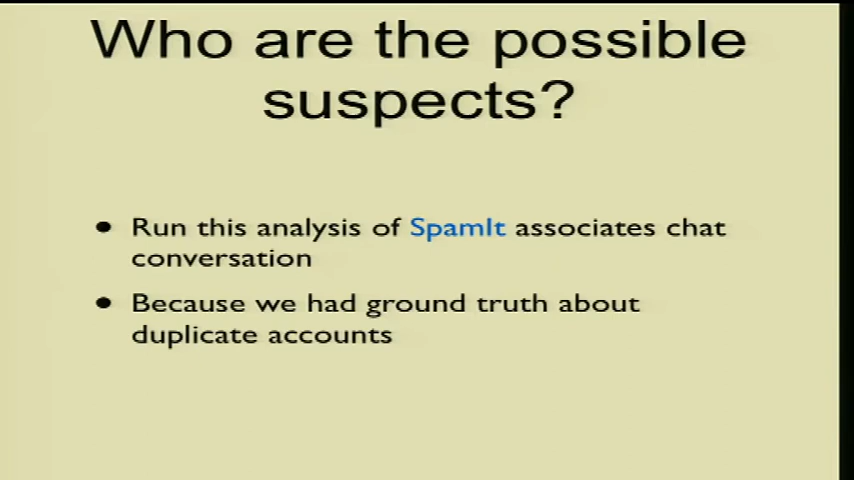 Who are the possible
suspects?
• Run this analysis of SpamIt associates chat
conversation
• Because we had ground truth about
duplicate accounts